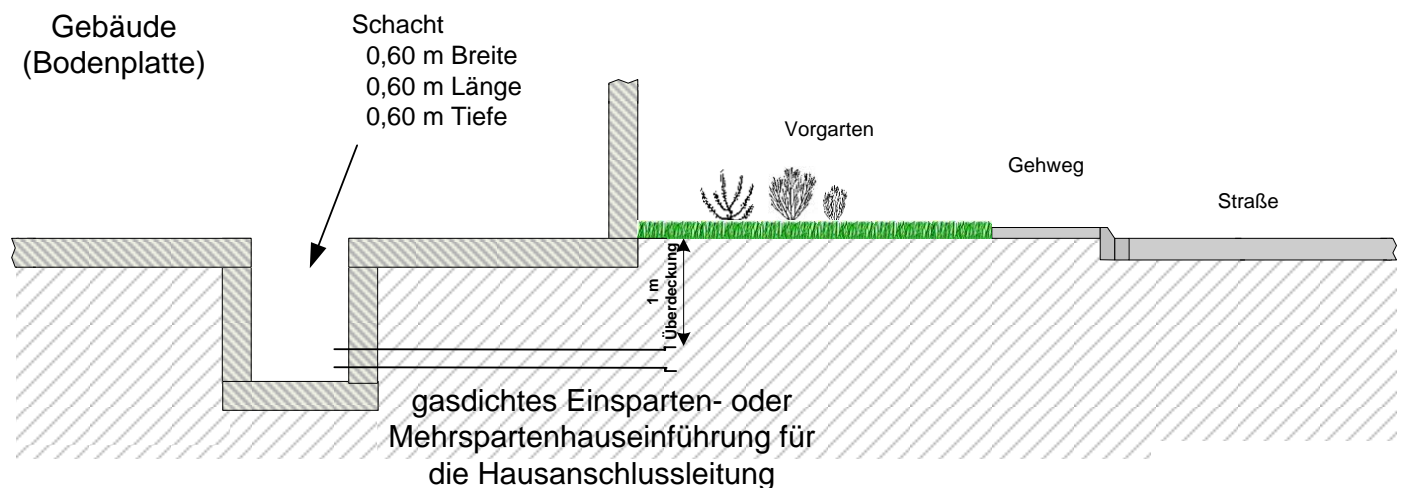 Gebäude
(Bodenplatte)
Schacht
0,60 m Breite
0,60 m Länge
0,60 m Tiefe
Vorgarten
Gehweg
Straße
1 m
Überdeckung
gasdichtes Einsparten- oder
Mehrspartenhauseinführung für
die Hausanschlussleitung